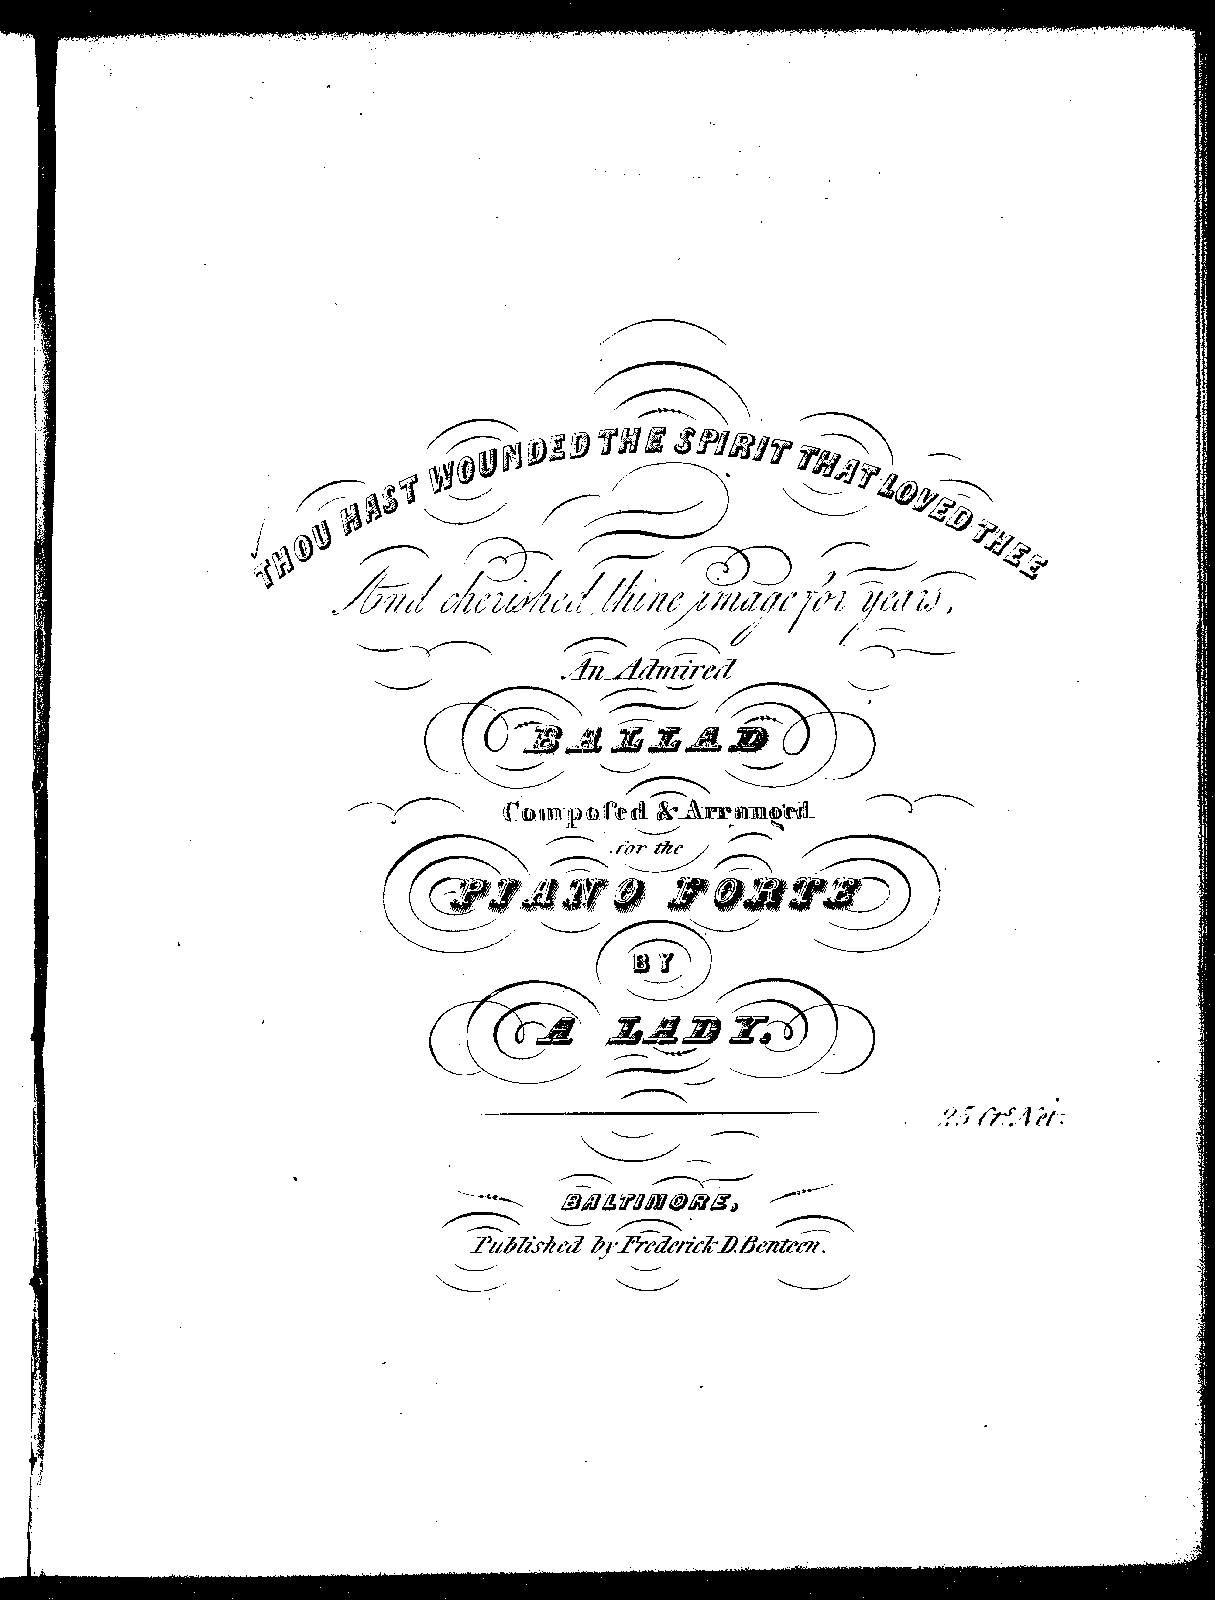 THOU HAST WOUNDED THE SPIRIT THAT LOVED THEE
And cherished thine image for years,
An Admired
BALLAD
Compoſed & Arranged
for the
PIANO FORTE
BY
A LADY.
25 Cts. Net.
BALTIMORE,
Published by Frederick D. Benteen.